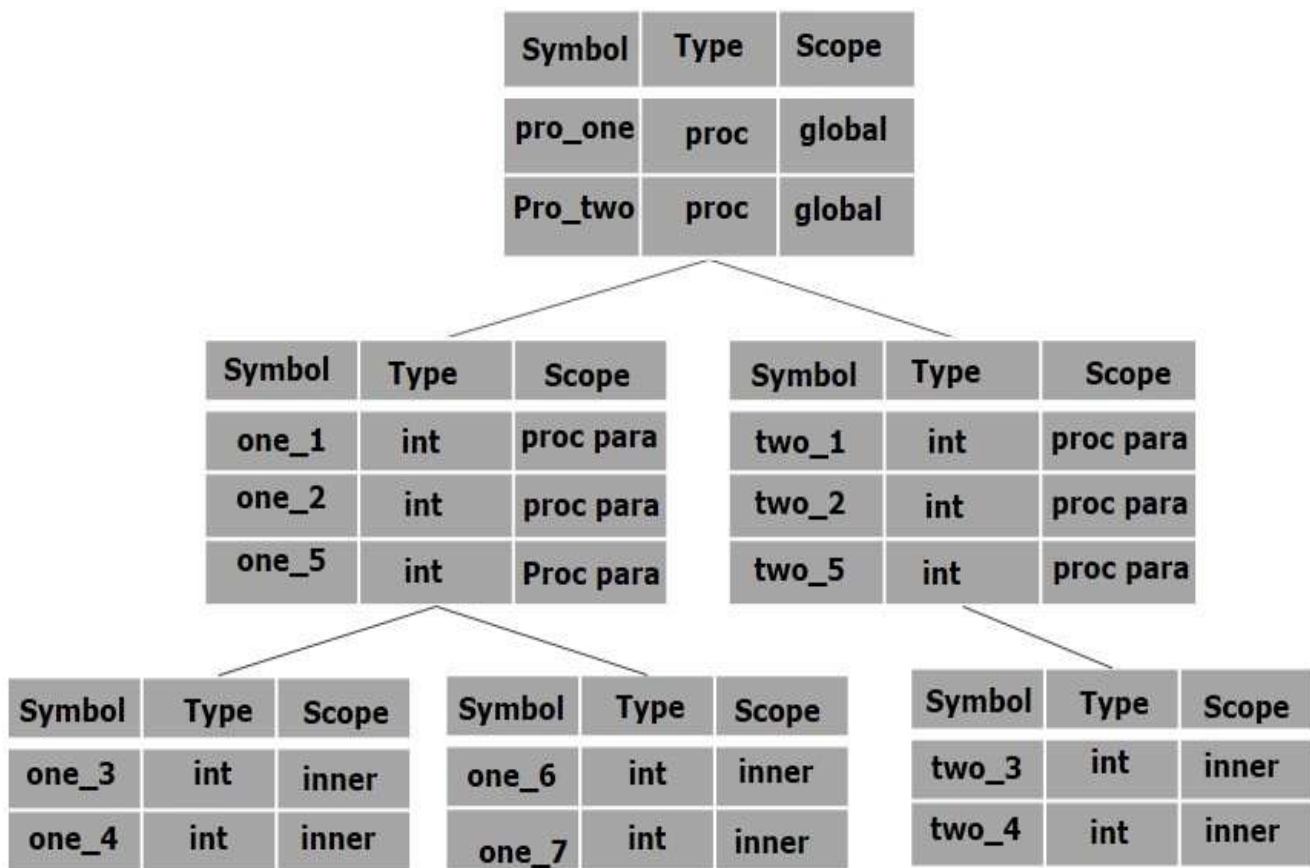 Symbol Type Scope
pro_one proc global
Pro_two proc global
Symbol Type Scope
one_1 int proc para
one_2 int proc para
one_5 int Proc para
Symbol Type Scope
two_1 int proc para
two_2 int proc para
two_5 int proc para
Symbol Type Scope
one_3 int inner
one_4 int inner
Symbol Type Scope
one_6 int inner
one_7 int inner
Symbol Type Scope
two_3 int inner
two_4 int inner